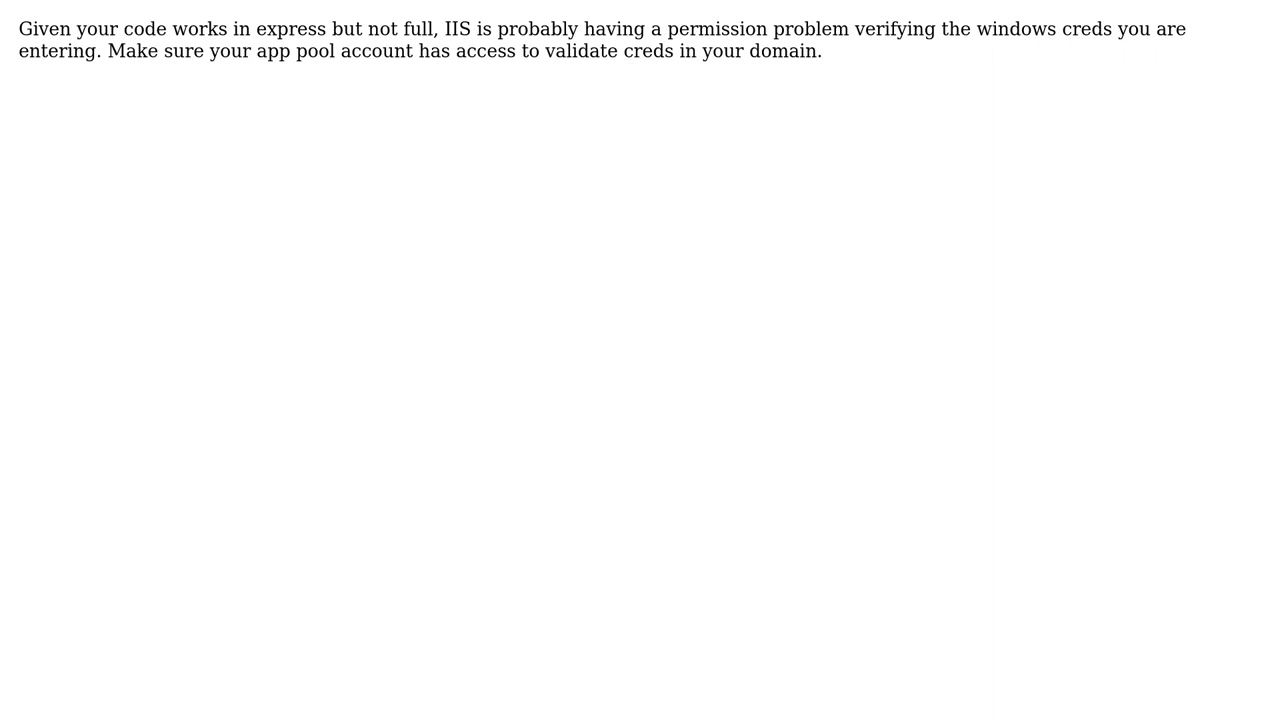 Given your code works in express but not full, IIS is probably having a permission problem verifying the windows creds you are
entering. Make sure your app pool account has access to validate creds in your domain.